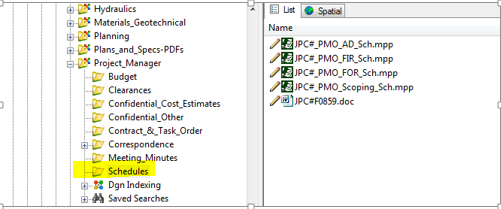 Hydraulics
Materials_Geotechnical
Planning
Plans_and_Specs-PDFs
Project_Manager
Budget
Clearances
Confidential_Cost_Estimates
Confidential_Other
Contract_&_Task_Order
Correspondence
Meeting_Minutes
Schedules
Dgn Indexing
Saved Searches
List Spatial
Name
JPC#_PMO_AD_Sch.mpp
JPC#_PMO_FIR_Sch.mpp
JPC#_PMO_FOR_Sch.mpp
JPC#_PMO_Scoping_Sch.mpp
JPC#F0859.doc